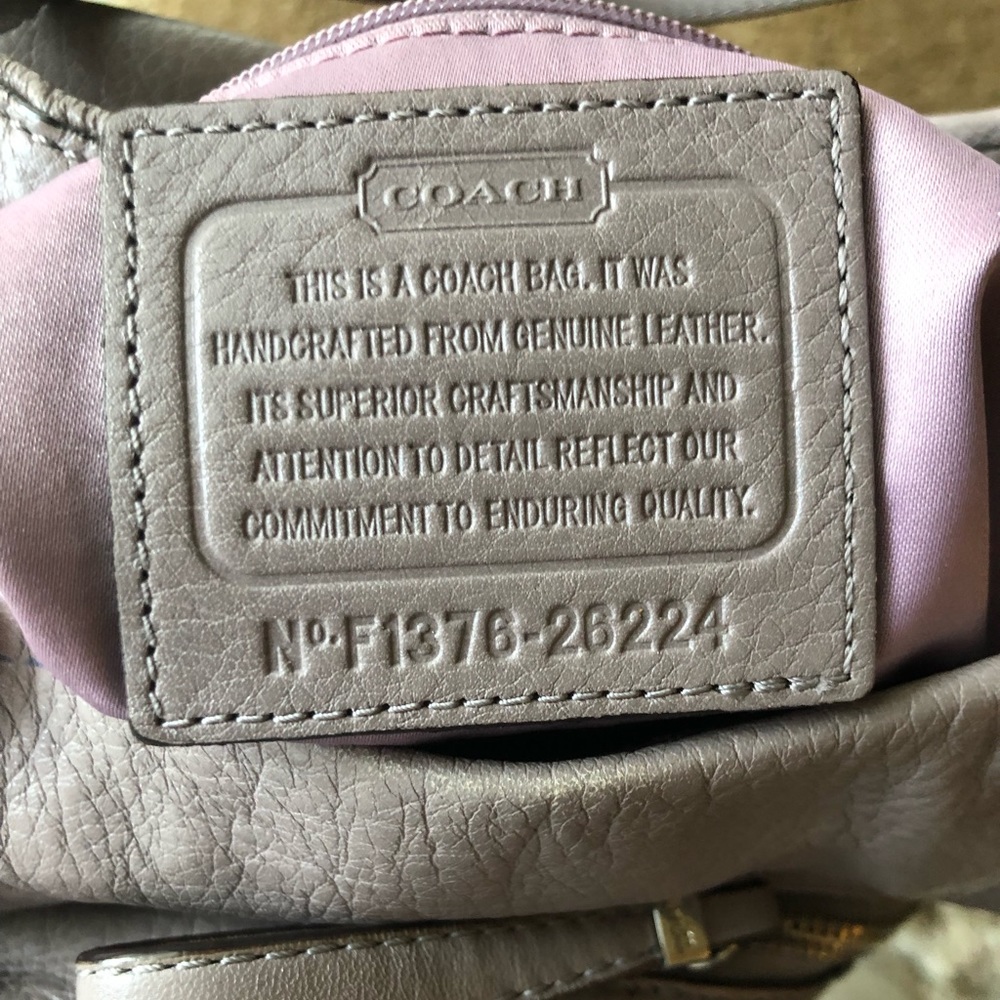 COACH
THIS IS A COACH BAG. IT WAS
HANDCRAFTED FROM GENUINE LEATHER.
ITS SUPERIOR CRAFTSMANSHIP AND
ATTENTION TO DETAIL REFLECT OUR
COMMITMENT TO ENDURING QUALITY.
Nº.F1376-26224